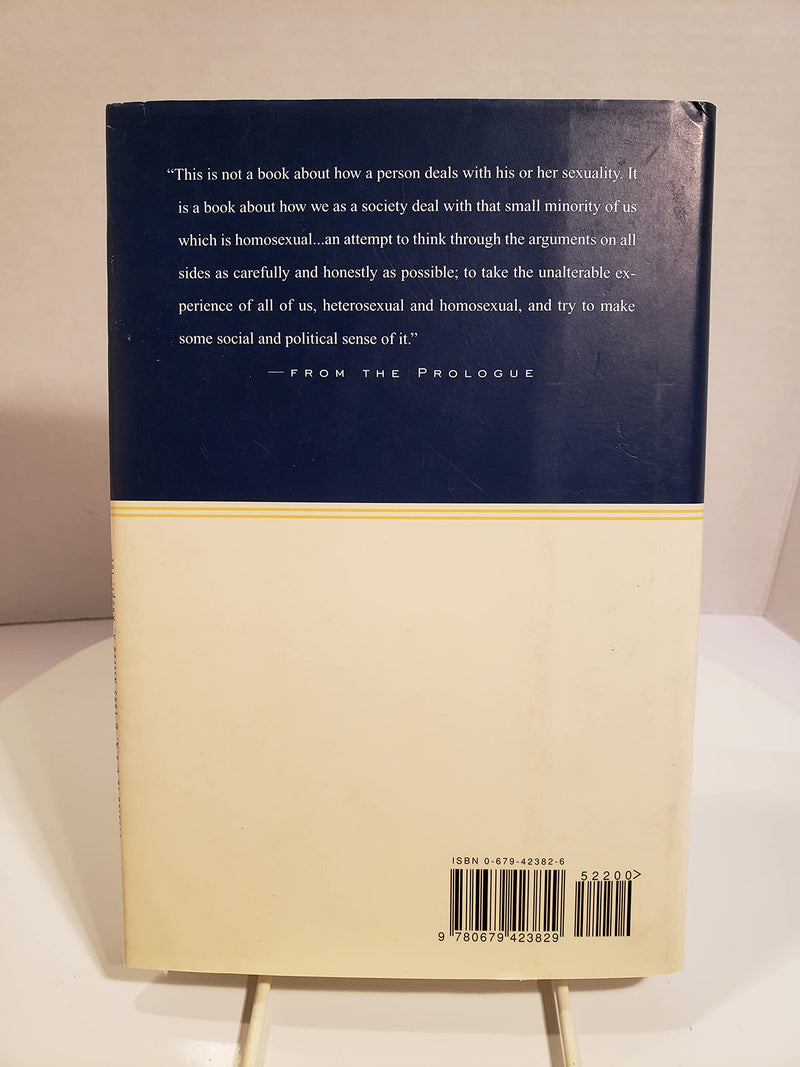 “This is not a book about how a person deals with his or her sexuality. It
is a book about how we as a society deal with that small minority of us
which is homosexual...an attempt to think through the arguments on all
sides as carefully and honestly as possible; to take the unalterable ex-
perience of all of us, heterosexual and homosexual, and try to make
some social and political sense of it.”
—FROM THE PROLOGUE
ISBN 0-679-42382-6
52200>
9 780679 423829